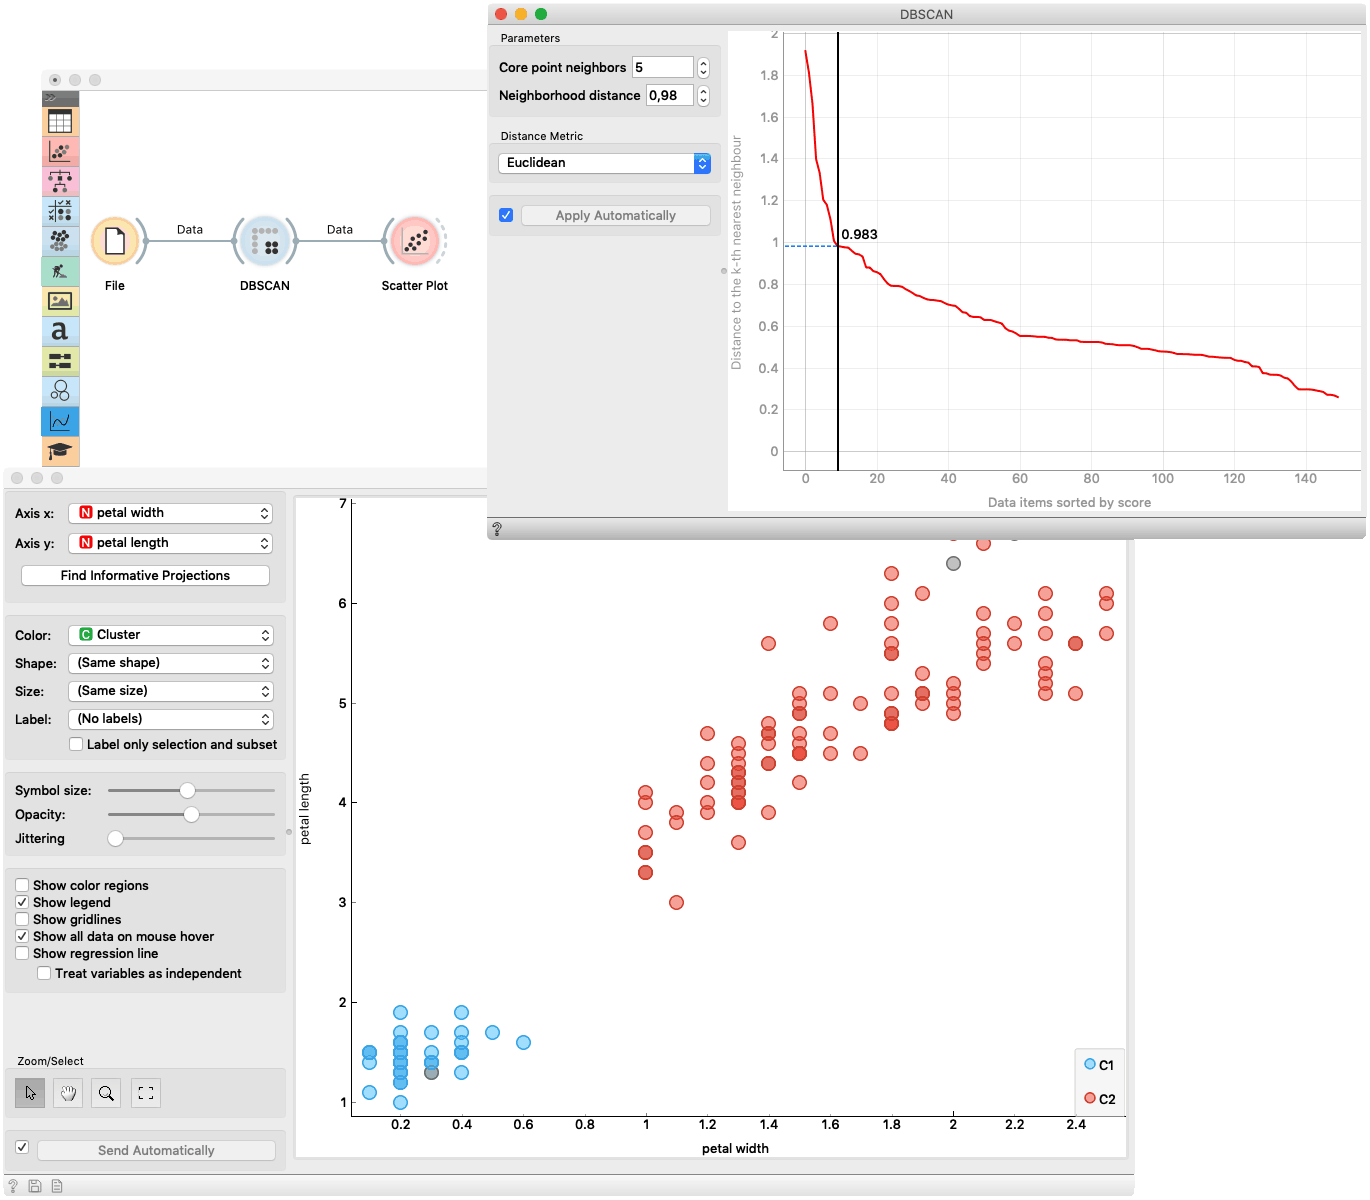 DBSCAN
Parameters
Core point neighbors 5
Neighborhood distance 0,98
Distance Metric
Euclidean
Apply Automatically
Distance to the k-th nearest neighbour
2
1.8
1.6
1.4
1.2
1
0.8
0.6
0.4
0.2
0
0.983
0 20 40 60 80 100 120 140
Data items sorted by score
?
Data Data
File DBSCAN Scatter Plot
a
Axis x: N petal width
Axis y: N petal length
Find Informative Projections
Color: C Cluster
Shape: (Same shape)
Size: (Same size)
Label: (No labels)
Label only selection and subset
Symbol size:
Opacity:
Jittering
Show color regions
Show legend
Show gridlines
Show all data on mouse hover
Show regression line
Treat variables as independent
Zoom/Select
Send Automatically
?
petal length
7
6
5
4
3
2
1
0.2 0.4 0.6 0.8 1 1.2 1.4 1.6 1.8 2 2.2 2.4
petal width
C1
C2